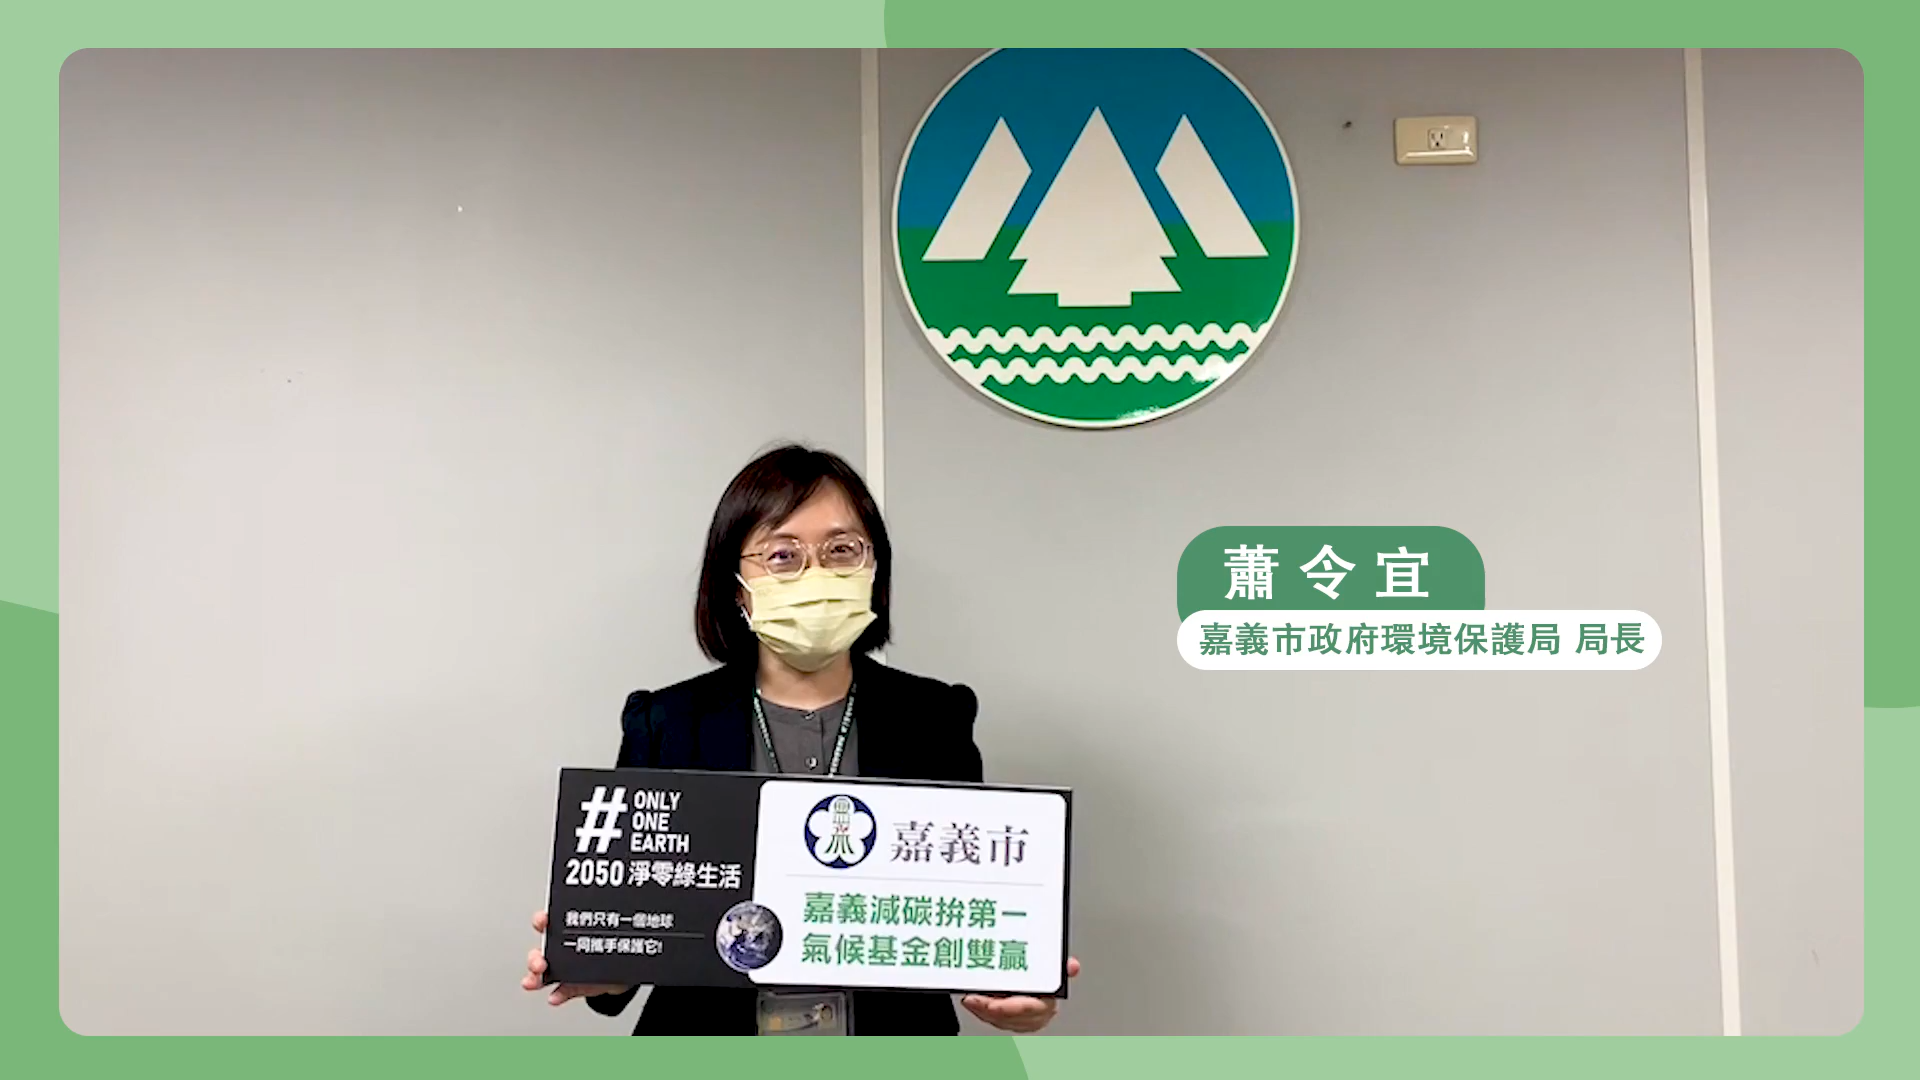 蕭令宜
嘉義市政府環境保護局 局長
# ONLY
ONE
EARTH
2050 淨零綠生活
我們只有一個地球
一同攜手保護它!
嘉義市
嘉義減碳拚第一
氣候基金創雙贏